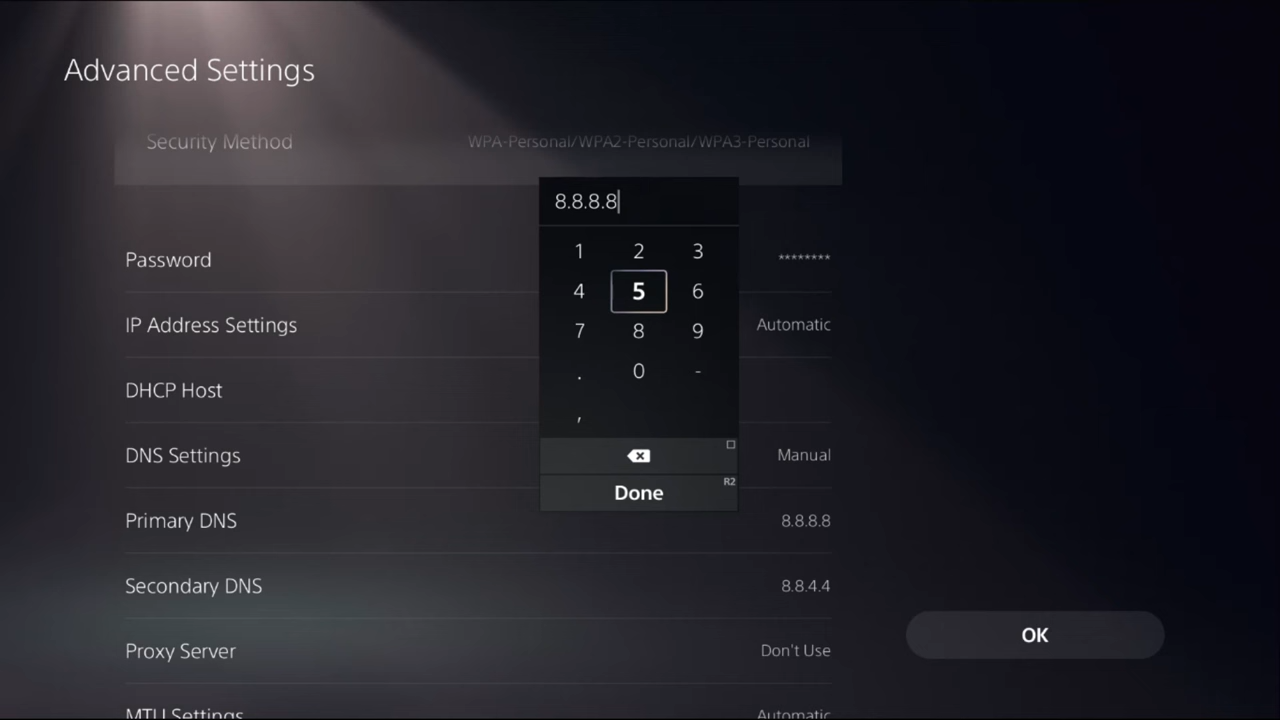 Advanced Settings
Security Method WPA-Personal/WPA2-Personal/WPA3-Personal
8.8.8.8
1 2 3
Password ********
4 5 6
IP Address Settings Automatic
7 8 9
. 0 -
DHCP Host
,
DNS Settings Manual
Done R2
Primary DNS 8.8.8.8
Secondary DNS 8.8.4.4
OK
Proxy Server Don't Use
MTU Settings Automatic